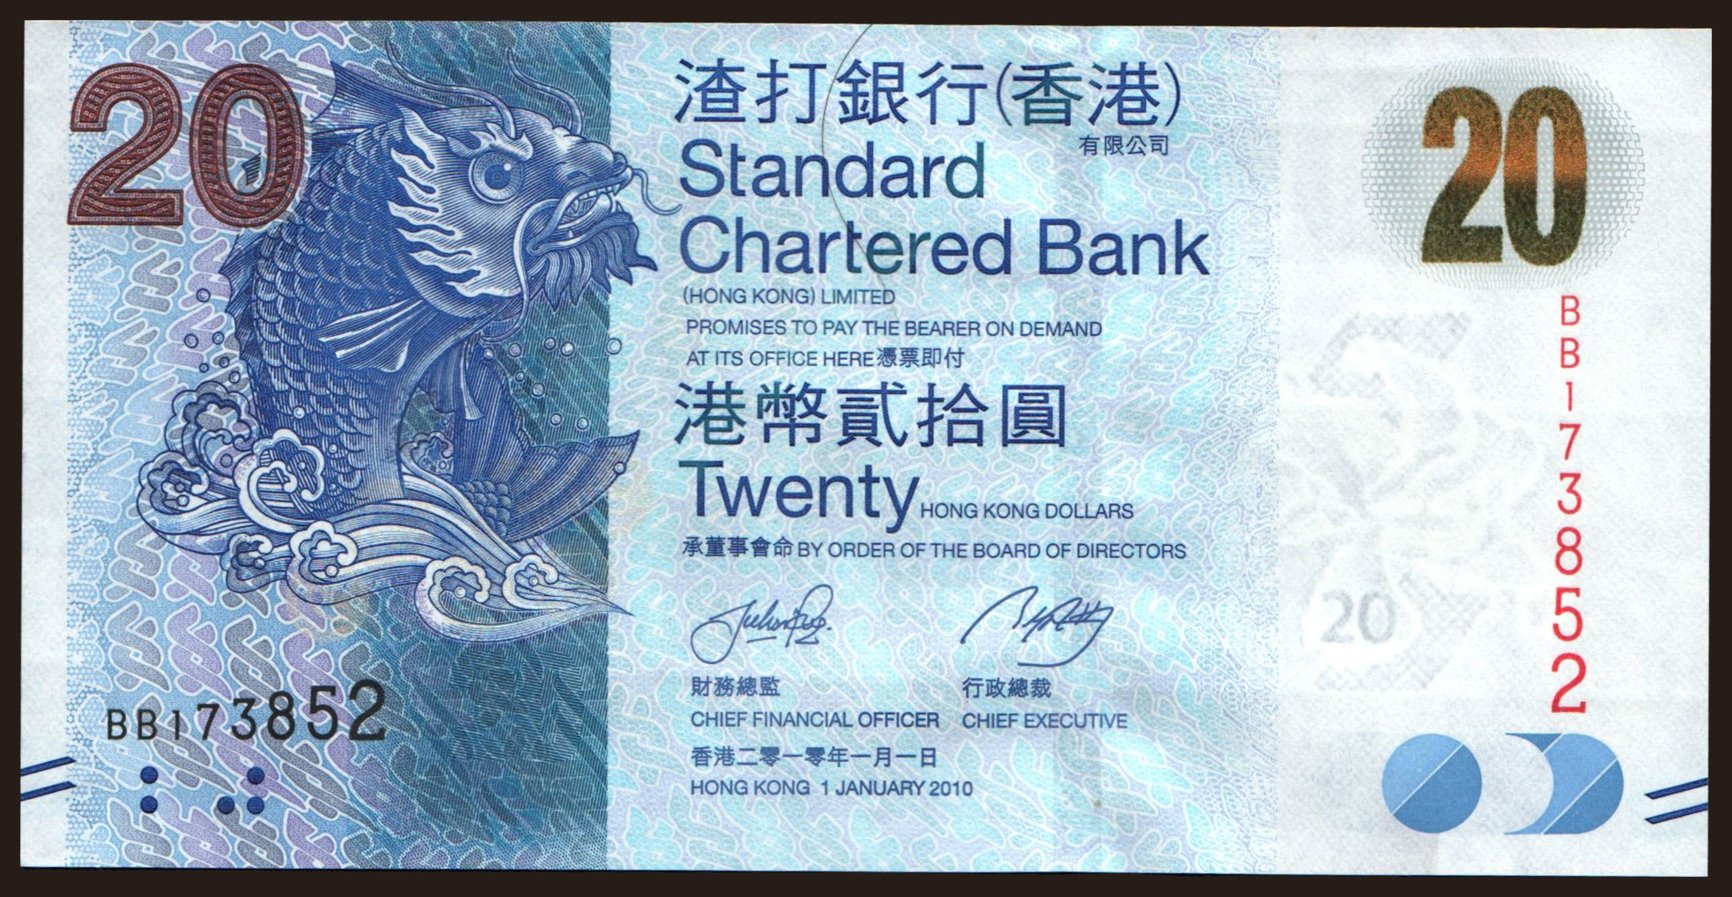 20
渣打銀行(香港)
有限公司
Standard
Chartered Bank
(HONG KONG) LIMITED
PROMISES TO PAY THE BEARER ON DEMAND
AT ITS OFFICE HERE憑票即付
港幣貳拾圓
Twenty HONG KONG DOLLARS
承董事會命BY ORDER OF THE BOARD OF DIRECTORS
財務總監
CHIEF FINANCIAL OFFICER
行政總裁
CHIEF EXECUTIVE
香港二零一零年一月一日
HONG KONG 1 JANUARY 2010
BB173852
20
BB173852
20